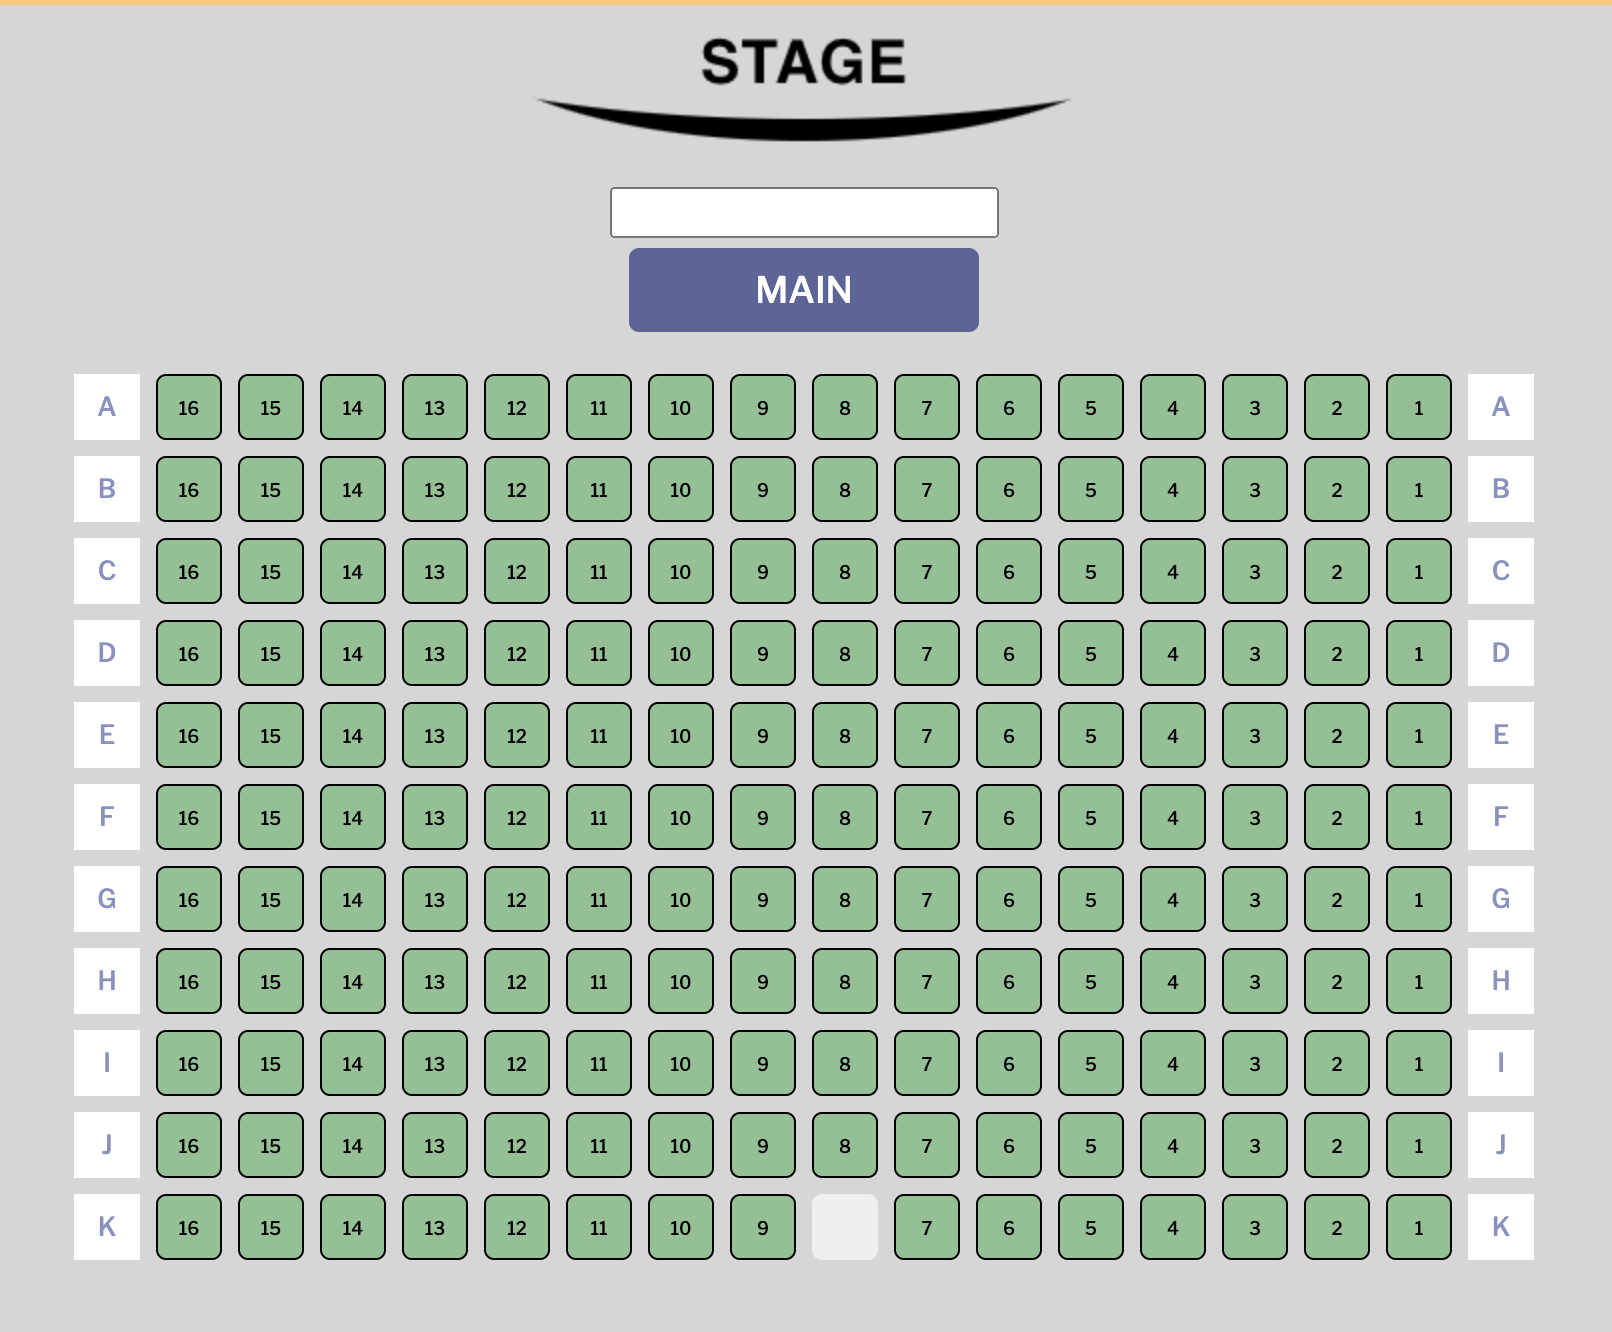 STAGE
MAIN
A 16 15 14 13 12 11 10 9 8 7 6 5 4 3 2 1 A
B 16 15 14 13 12 11 10 9 8 7 6 5 4 3 2 1 B
C 16 15 14 13 12 11 10 9 8 7 6 5 4 3 2 1 C
D 16 15 14 13 12 11 10 9 8 7 6 5 4 3 2 1 D
E 16 15 14 13 12 11 10 9 8 7 6 5 4 3 2 1 E
F 16 15 14 13 12 11 10 9 8 7 6 5 4 3 2 1 F
G 16 15 14 13 12 11 10 9 8 7 6 5 4 3 2 1 G
H 16 15 14 13 12 11 10 9 8 7 6 5 4 3 2 1 H
I 16 15 14 13 12 11 10 9 8 7 6 5 4 3 2 1 I
J 16 15 14 13 12 11 10 9 8 7 6 5 4 3 2 1 J
K 16 15 14 13 12 11 10 9 7 6 5 4 3 2 1 K